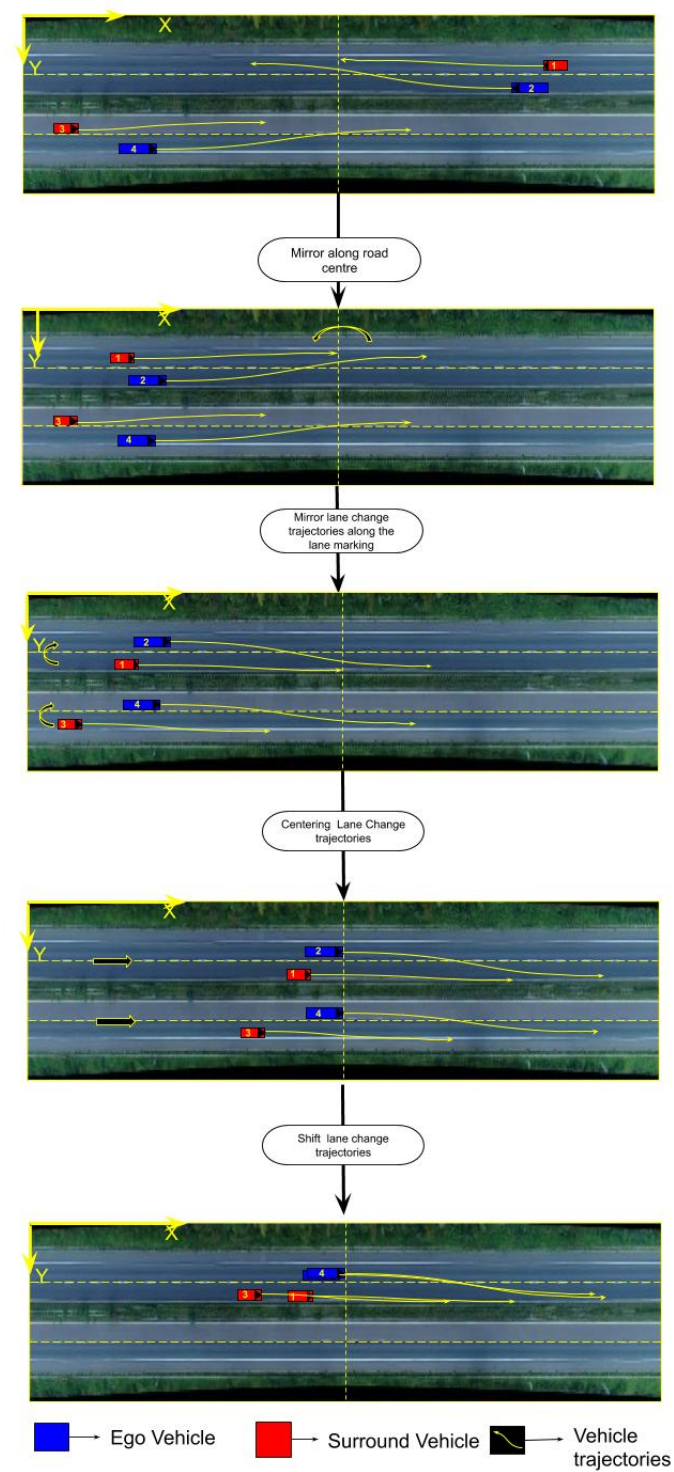 X
Y
1
2
3
4
Mirror along road
centre
X
Y
1
2
3
4
Mirror lane change
trajectories along the
lane marking
X
Y
2
1
4
3
Centering Lane Change
trajectories
X
Y
2
1
4
3
Shift lane change
trajectories
X
Y
4
3
1
Ego Vehicle
Surround Vehicle
Vehicle
trajectories